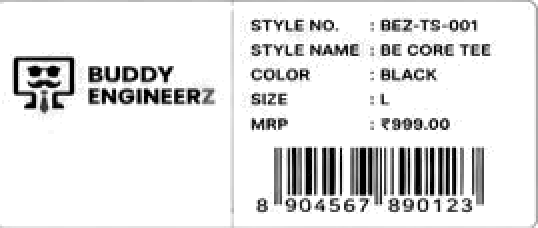 BUDDY
ENGINEERZ
STYLE NO. : BEZ-TS-001
STYLE NAME : BE CORE TEE
COLOR : BLACK
SIZE : L
MRP : ₹999.00
8 904567 890123